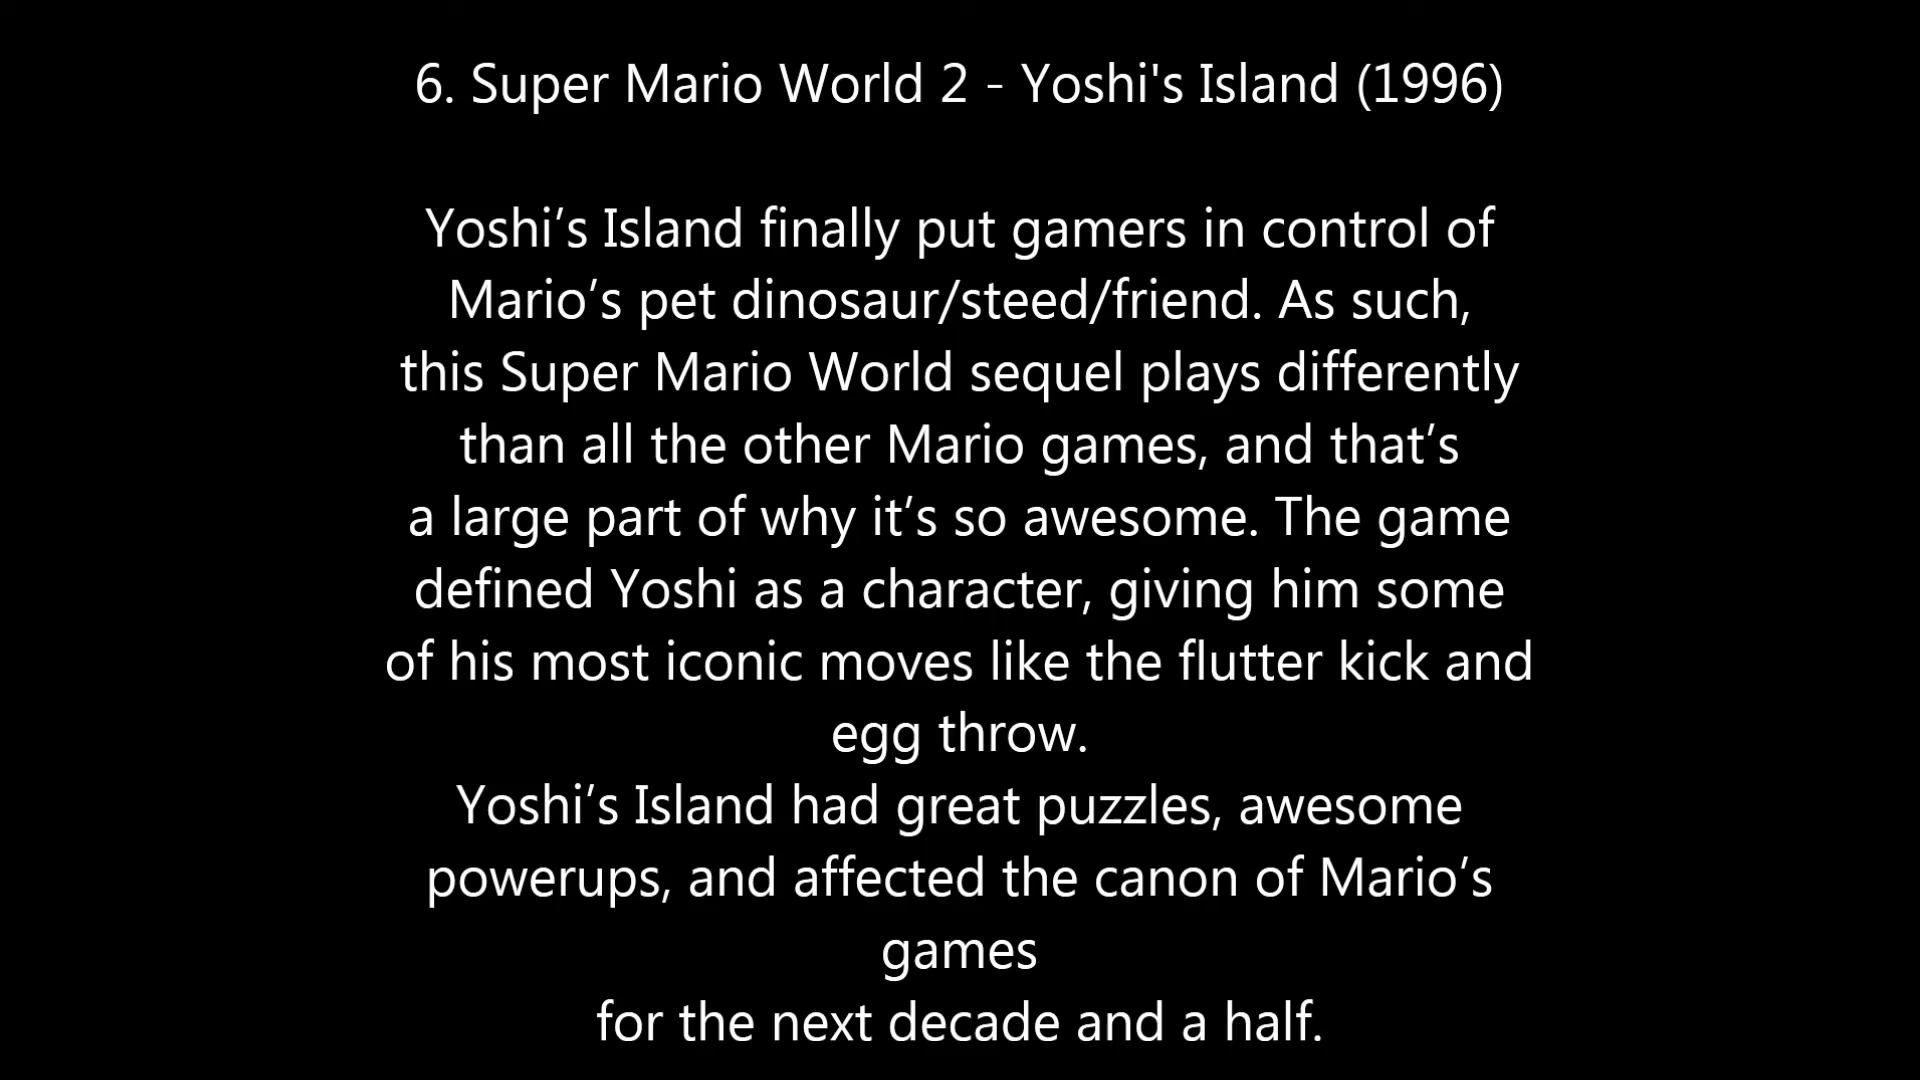 6. Super Mario World 2 - Yoshi's Island (1996)
Yoshi’s Island finally put gamers in control of
Mario’s pet dinosaur/steed/friend. As such,
this Super Mario World sequel plays differently
than all the other Mario games, and that’s
a large part of why it’s so awesome. The game
defined Yoshi as a character, giving him some
of his most iconic moves like the flutter kick and
egg throw.
Yoshi’s Island had great puzzles, awesome
powerups, and affected the canon of Mario’s
games
for the next decade and a half.